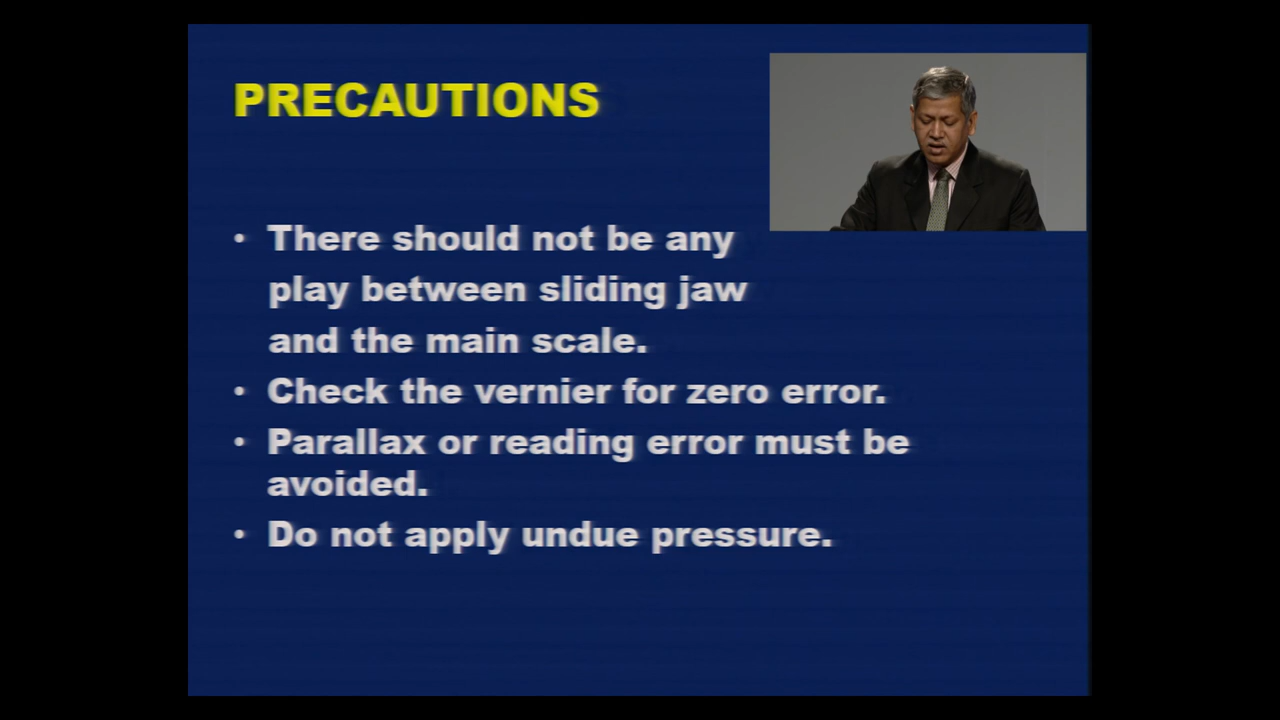 PRECAUTIONS
• There should not be any
play between sliding jaw
and the main scale.
• Check the vernier for zero error.
• Parallax or reading error must be
avoided.
• Do not apply undue pressure.